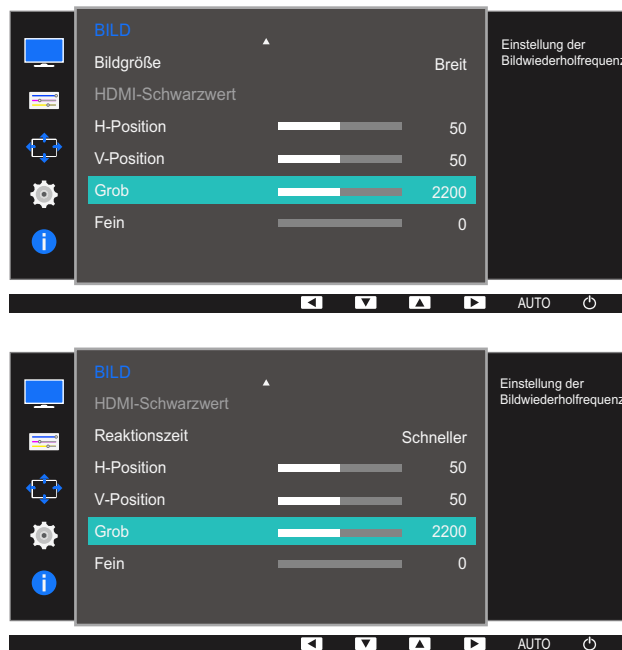 BILD
Bildgröße Breit
HDMI-Schwarzwert
H-Position 50
V-Position 50
Grob 2200
Fein 0
Einstellung der
Bildwiederholfrequenz
AUTO
BILD
HDMI-Schwarzwert
Reaktionszeit Schneller
H-Position 50
V-Position 50
Grob 2200
Fein 0
Einstellung der
Bildwiederholfrequenz
AUTO